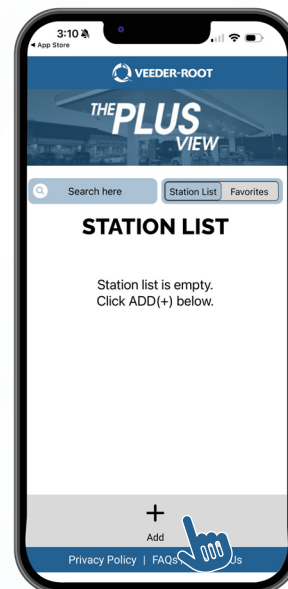 3:10
App Store
VEEDER-ROOT
THE PLUS
VIEW
Search here
Station List
Favorites
STATION LIST
Station list is empty.
Click ADD(+) below.
+
Add
Privacy Policy | FAQs
Us